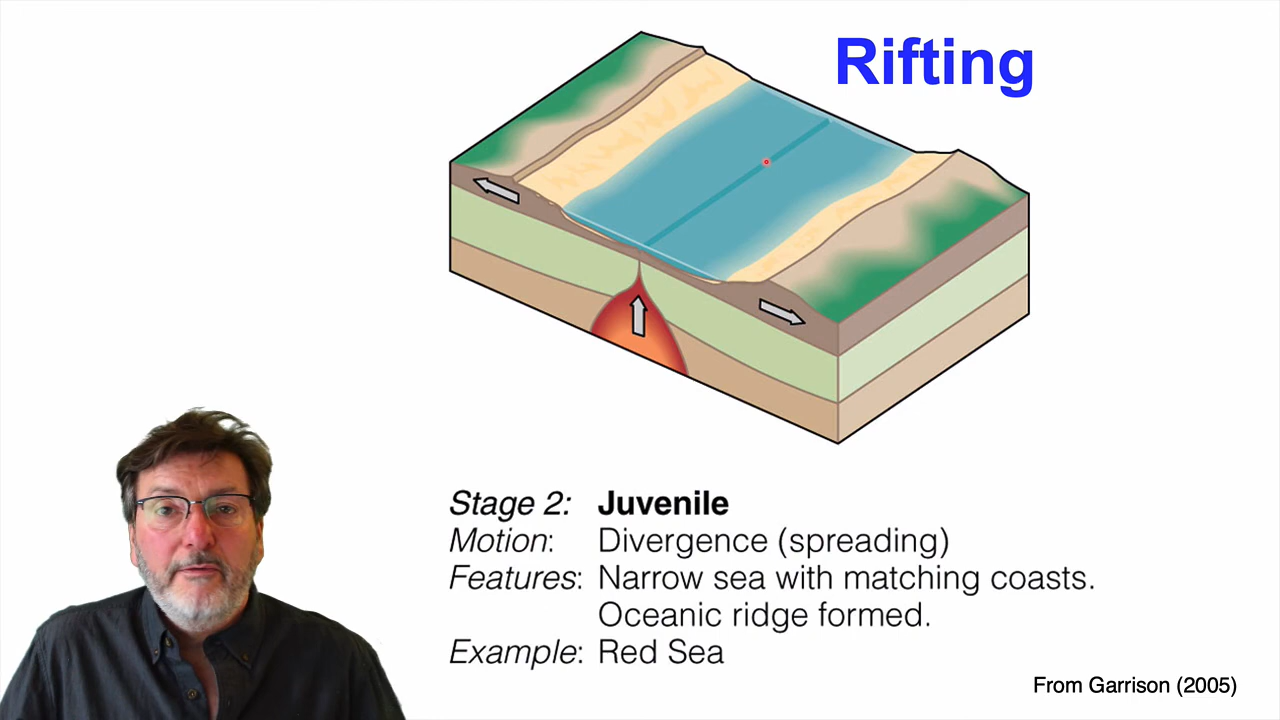 Rifting
Stage 2: Juvenile
Motion: Divergence (spreading)
Features: Narrow sea with matching coasts.
Oceanic ridge formed.
Example: Red Sea
From Garrison (2005)